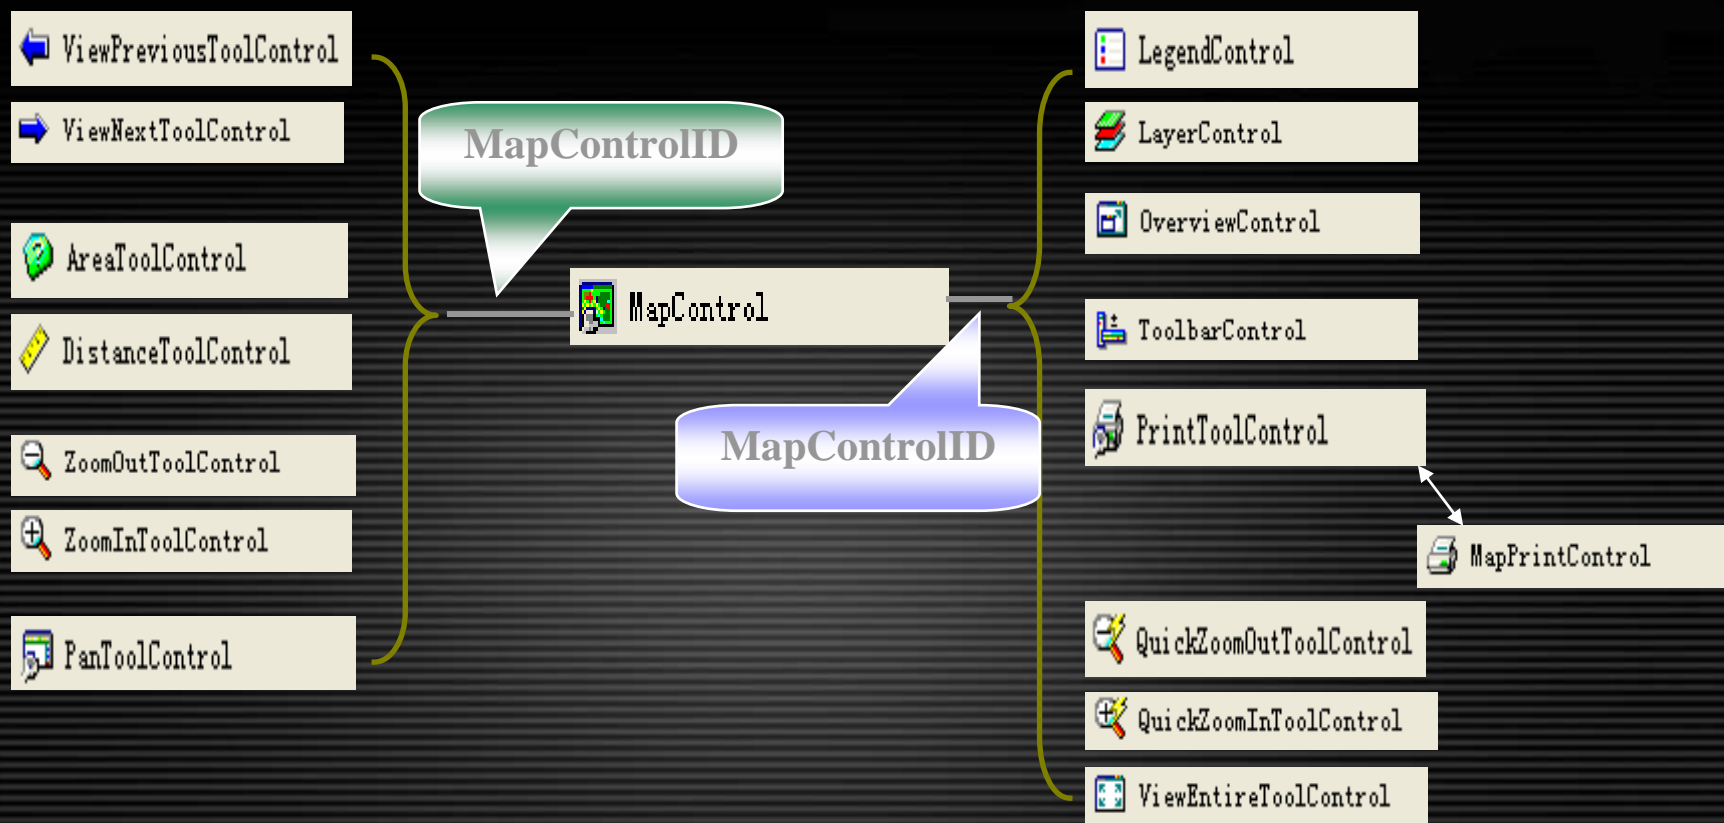 ViewPreviousToolControl
ViewNextToolControl
AreaToolControl
DistanceToolControl
ZoomOutToolControl
ZoomInToolControl
PanToolControl
MapControlID
MapControl
MapControlID
LegendControl
LayerControl
OverviewControl
ToolbarControl
PrintToolControl
MapPrintControl
QuickZoomOutToolControl
QuickZoomInToolControl
ViewEntireToolControl